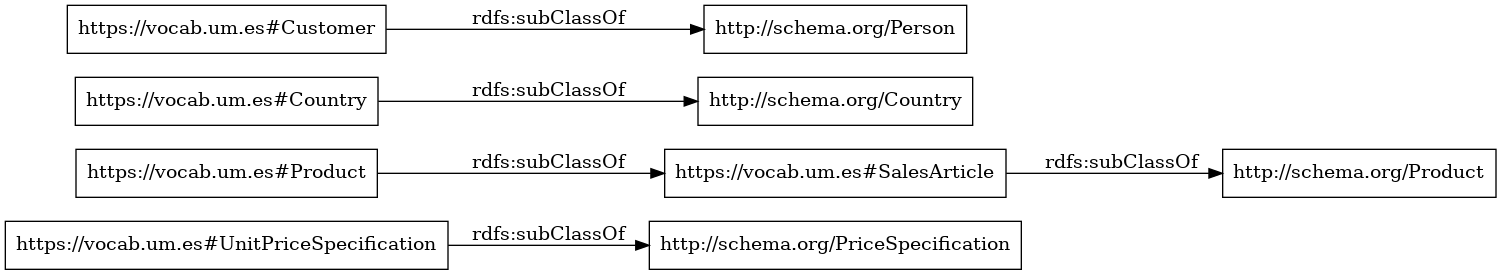 https://vocab.um.es#Customer rdfs:subClassOf http://schema.org/Person
https://vocab.um.es#Country rdfs:subClassOf http://schema.org/Country
https://vocab.um.es#Product rdfs:subClassOf https://vocab.um.es#SalesArticle rdfs:subClassOf http://schema.org/Product
https://vocab.um.es#UnitPriceSpecification rdfs:subClassOf http://schema.org/PriceSpecification